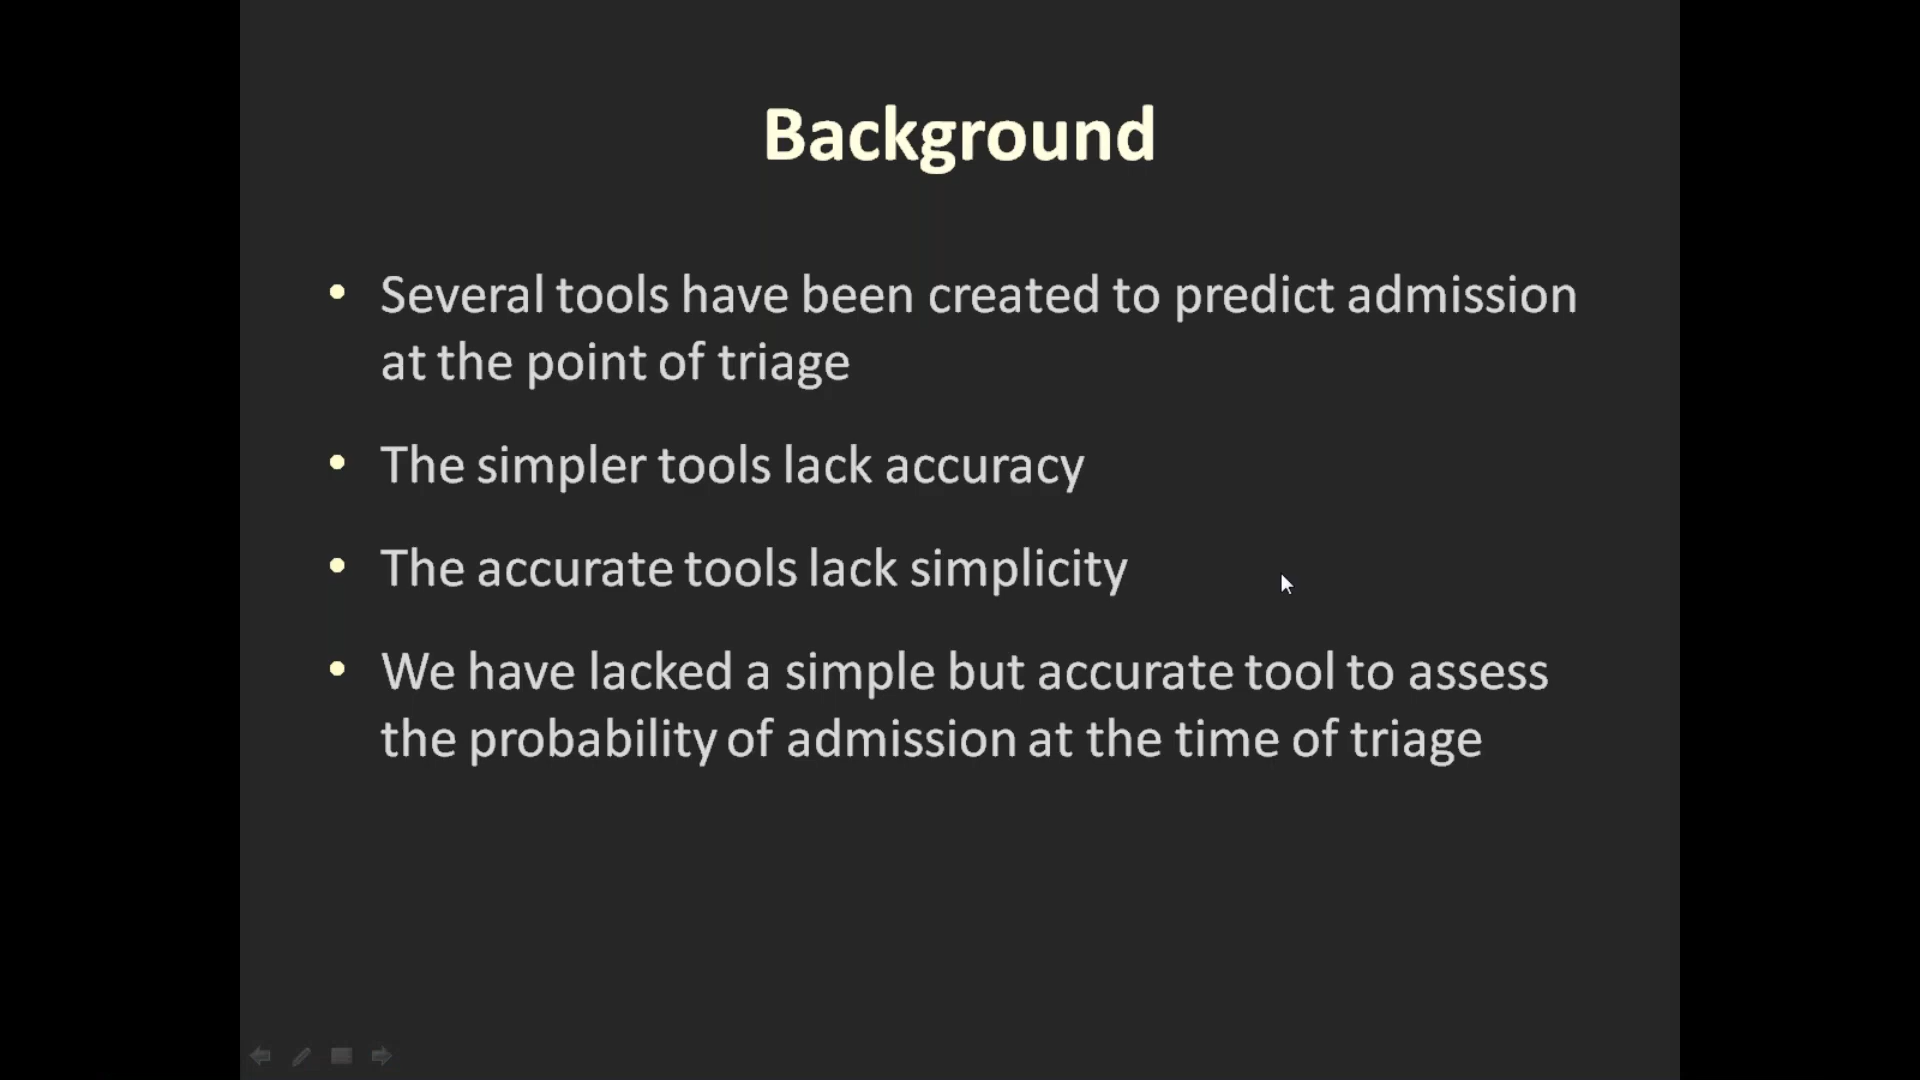 Background
• Several tools have been created to predict admission
at the point of triage
• The simpler tools lack accuracy
• The accurate tools lack simplicity
• We have lacked a simple but accurate tool to assess
the probability of admission at the time of triage